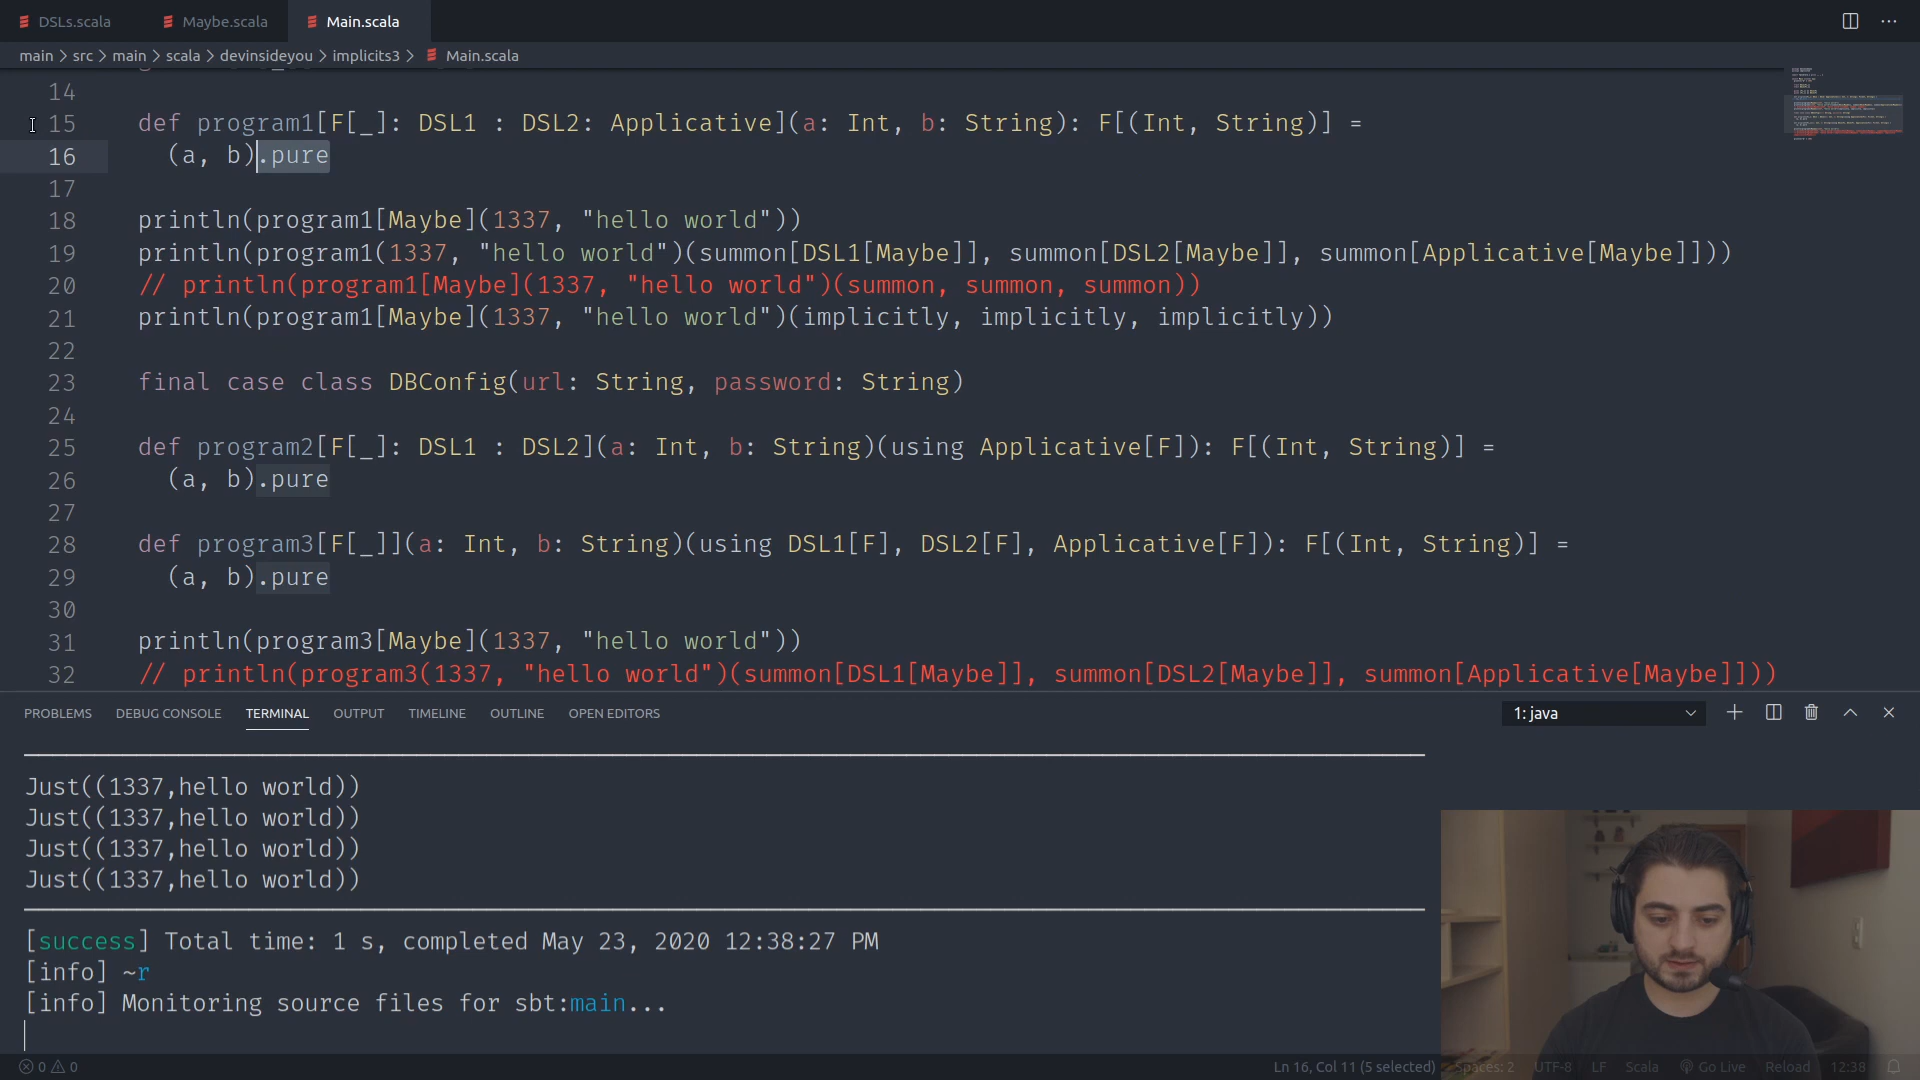 DSLs.scala Maybe.scala Main.scala
main > src > main > scala > devinsideyou > implicits3 > Main.scala
14
15 def program1[F[_]: DSL1 : DSL2: Applicative](a: Int, b: String): F[(Int, String)] =
16 (a, b).pure
17
18 println(program1[Maybe](1337, "hello world"))
19 println(program1(1337, "hello world")(summon[DSL1[Maybe]], summon[DSL2[Maybe]], summon[Applicative[Maybe]]))
20 // println(program1[Maybe](1337, "hello world")(summon, summon, summon))
21 println(program1[Maybe](1337, "hello world")(implicitly, implicitly, implicitly))
22
23 final case class DBConfig(url: String, password: String)
24
25 def program2[F[_]: DSL1 : DSL2](a: Int, b: String)(using Applicative[F]): F[(Int, String)] =
26 (a, b).pure
27
28 def program3[F[_]](a: Int, b: String)(using DSL1[F], DSL2[F], Applicative[F]): F[(Int, String)] =
29 (a, b).pure
30
31 println(program3[Maybe](1337, "hello world"))
32 // println(program3(1337, "hello world")(summon[DSL1[Maybe]], summon[DSL2[Maybe]], summon[Applicative[Maybe]]))
PROBLEMS DEBUG CONSOLE TERMINAL OUTPUT TIMELINE OUTLINE OPEN EDITORS 1: java
Just((1337,hello world))
Just((1337,hello world))
Just((1337,hello world))
Just((1337,hello world))
[success] Total time: 1 s, completed May 23, 2020 12:38:27 PM
[info] ~r
[info] Monitoring source files for sbt:main...
0 0 Ln 16, Col 11 (5 selected) Spaces: 2 UTF-8 LF Scala Go Live Reload 12:38